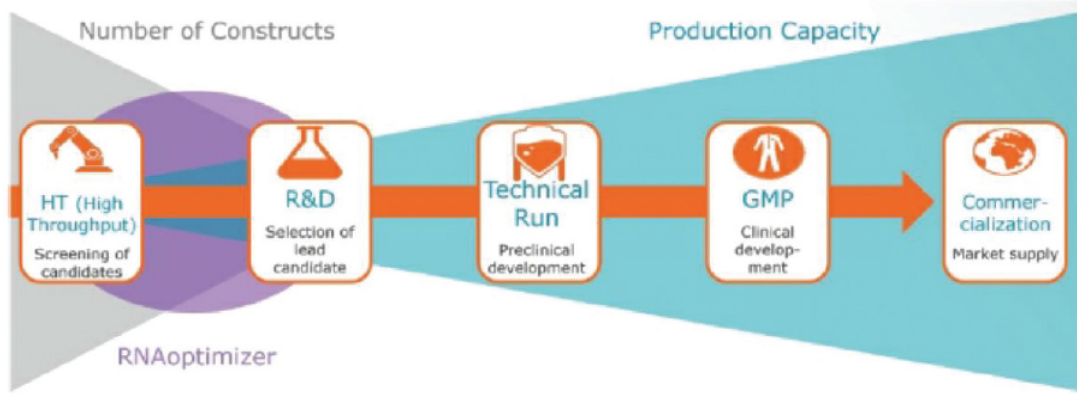 Number of Constructs
Production Capacity
HT (High
Throughput)
Screening of
candidates
R&D
Selection of
lead
candidate
Technical
Run
Preclinical
development
GMP
Clinical
develop-
ment
Commer-
cialization
Market supply
RNAoptimizer